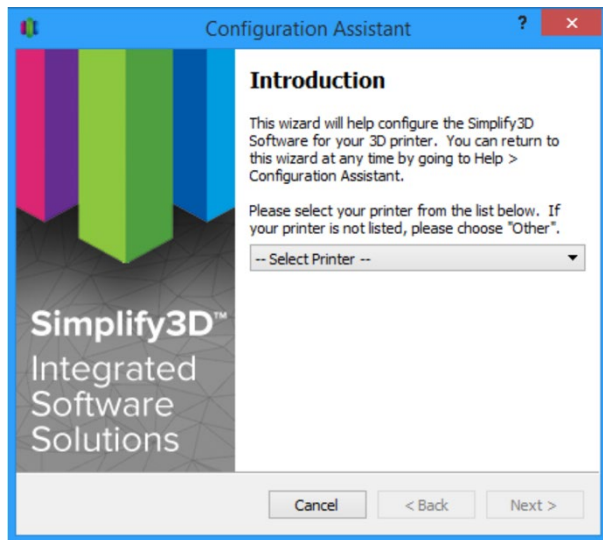 Configuration Assistant
?
×
Introduction
This wizard will help configure the Simplify3D
Software for your 3D printer. You can return to
this wizard at any time by going to Help >
Configuration Assistant.
Please select your printer from the list below. If
your printer is not listed, please choose "Other".
-- Select Printer --
Simplify3D™
Integrated
Software
Solutions
Cancel
< Back
Next >